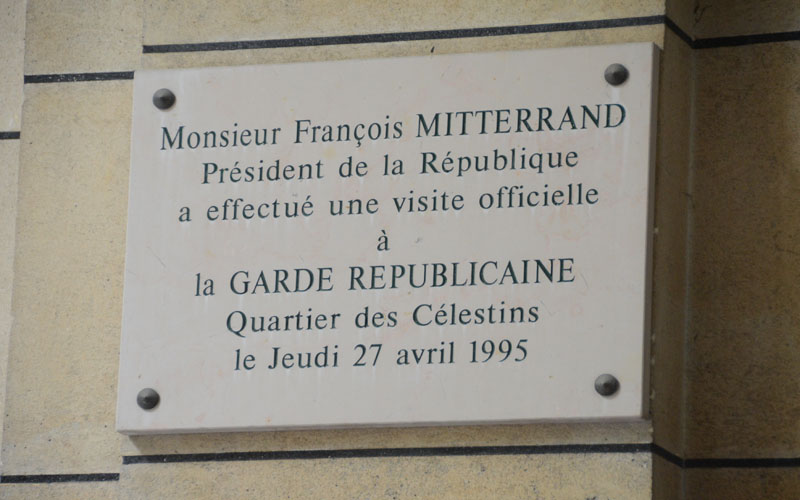 Monsieur François MITTERRAND
Président de la République
a effectué une visite officielle
à
la GARDE REPUBLICAINE
Quartier des Célestins
le Jeudi 27 avril 1995